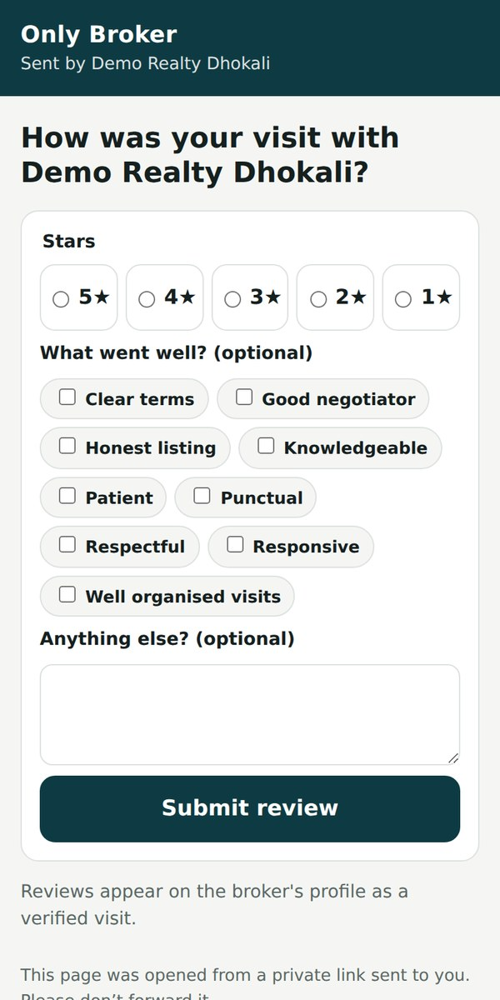 Only Broker
Sent by Demo Realty Dhokali
How was your visit with
Demo Realty Dhokali?
Stars
5★ 4★ 3★ 2★ 1★
What went well? (optional)
Clear terms Good negotiator
Honest listing Knowledgeable
Patient Punctual
Respectful Responsive
Well organised visits
Anything else? (optional)
Submit review
Reviews appear on the broker's profile as a
verified visit.
This page was opened from a private link sent to you.
Please don’t forward it.